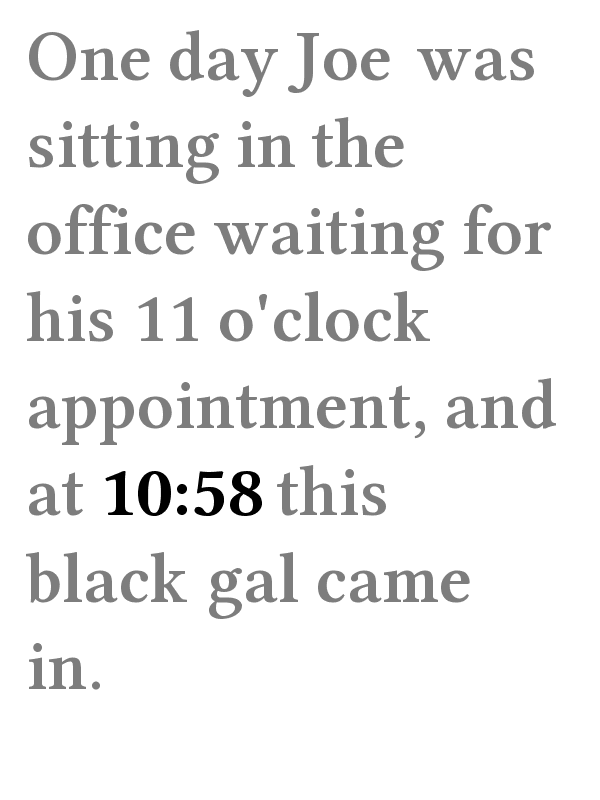 One day Joe was
sitting in the
office waiting for
his 11 o'clock
appointment, and
at 10:58 this
black gal came
in.